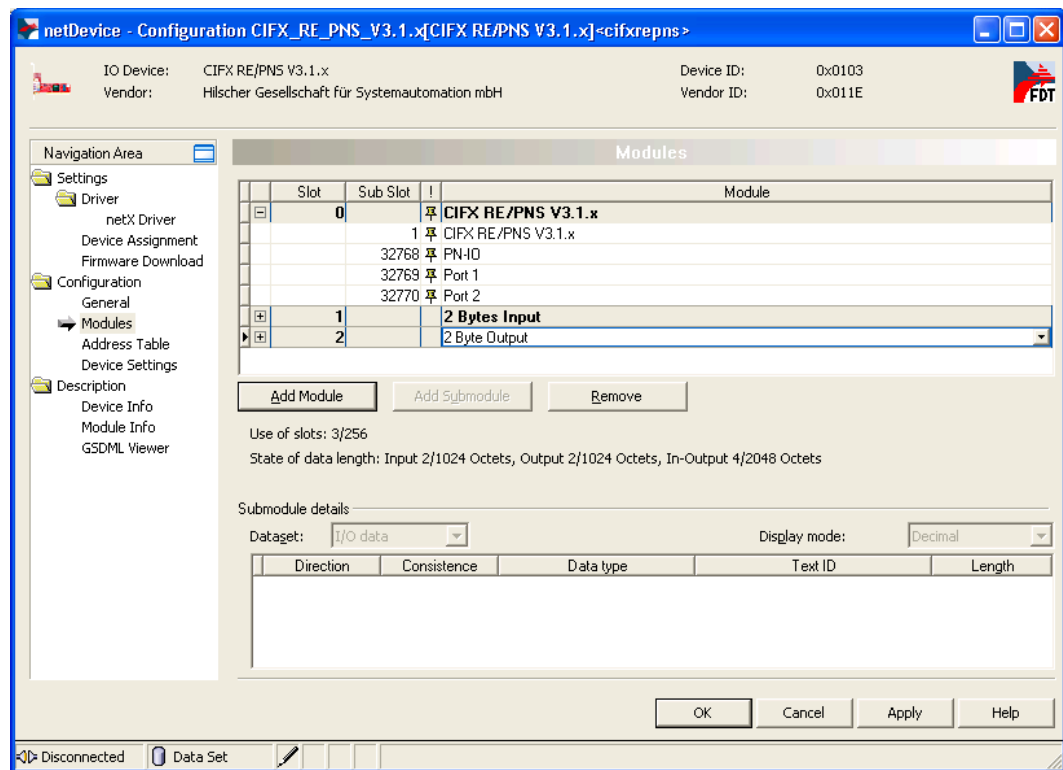 netDevice - Configuration CIFX_RE_PNS_V3.1.x[CIFX RE/PNS V3.1.x]<cifxrepns>
IO Device: CIFX RE/PNS V3.1.x Device ID: 0x0103
Vendor: Hilscher Gesellschaft für Systemautomation mbH Vendor ID: 0x011E
FDT
Navigation Area
Settings
Driver
netX Driver
Device Assignment
Firmware Download
Configuration
General
Modules
Address Table
Device Settings
Description
Device Info
Module Info
GSDML Viewer
Modules
Slot Sub Slot ! Module
0 CIFX RE/PNS V3.1.x
1 CIFX RE/PNS V3.1.x
32768 PN-IO
32769 Port 1
32770 Port 2
1 2 Bytes Input
2 2 Byte Output
Add Module Add Submodule Remove
Use of slots: 3/256
State of data length: Input 2/1024 Octets, Output 2/1024 Octets, In-Output 4/2048 Octets
Submodule details
Dataset: I/O data Display mode: Decimal
Direction Consistence Data type Text ID Length
OK Cancel Apply Help
Disconnected Data Set